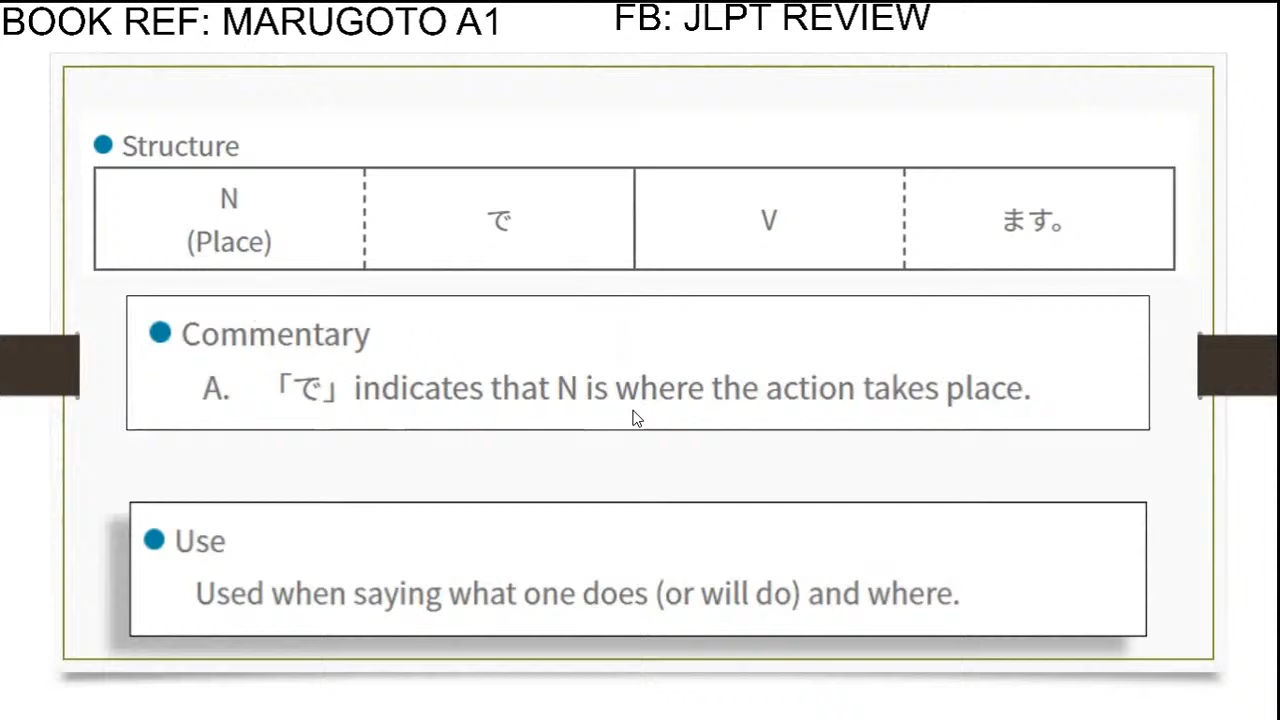 BOOK REF: MARUGOTO A1
FB: JLPT REVIEW
Structure
N
(Place)
で
V
ます。
Commentary
A. 「で」indicates that N is where the action takes place.
Use
Used when saying what one does (or will do) and where.